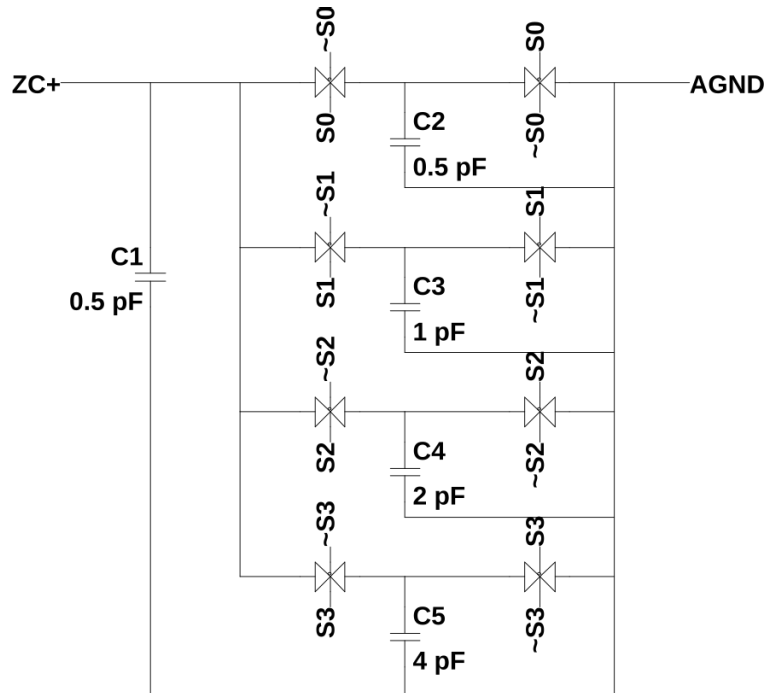 ~S0
S0
ZC+
AGND
S0
C2
~S0
0.5 pF
~S1
S1
C1
0.5 pF
S1
C3
~S1
1 pF
~S2
S2
S2
C4
~S2
2 pF
~S3
S3
S3
C5
~S3
4 pF